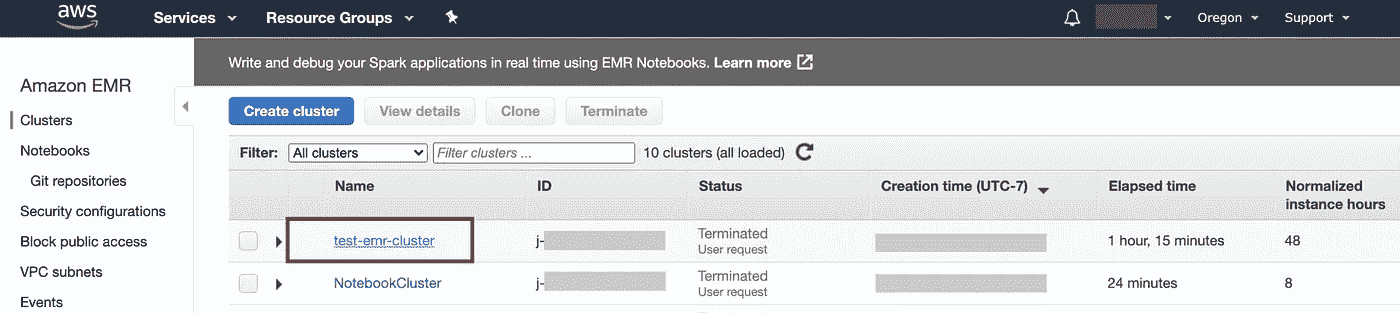 aws Services Resource Groups Oregon Support
Write and debug your Spark applications in real time using EMR Notebooks. Learn more
Amazon EMR
Clusters
Notebooks
Git repositories
Security configurations
Block public access
VPC subnets
Events
Create cluster View details Clone Terminate
Filter: All clusters Filter clusters ... 10 clusters (all loaded)
Name ID Status Creation time (UTC-7) Elapsed time Normalized
instance hours
test-emr-cluster j- Terminated 1 hour, 15 minutes 48
User request
NotebookCluster j- Terminated 24 minutes 8
User request